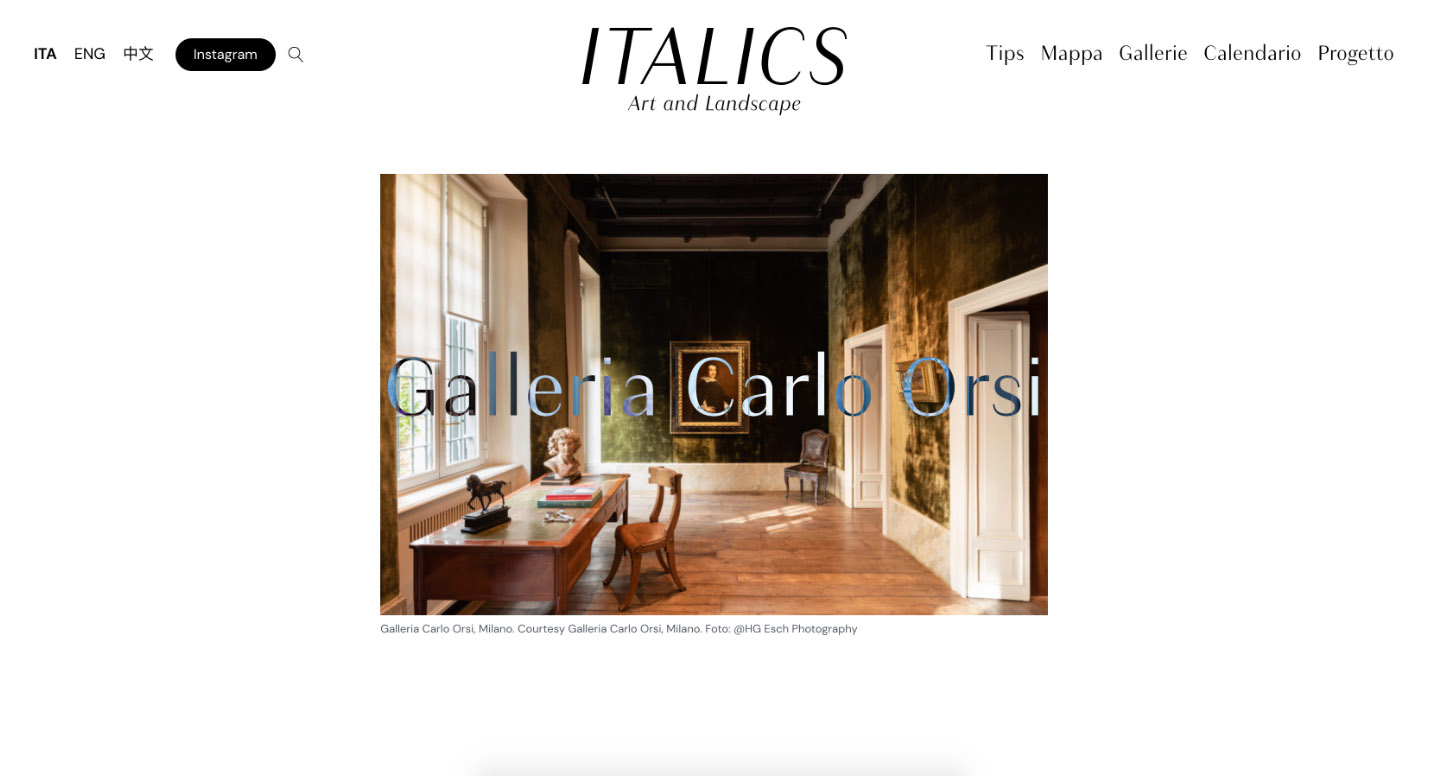 ITA ENG 中文 Instagram
ITALICS
Art and Landscape
Tips Mappa Gallerie Calendario Progetto
Galleria Carlo Orsi
Galleria Carlo Orsi, Milano. Courtesy Galleria Carlo Orsi, Milano. Foto: @HG Esch Photography